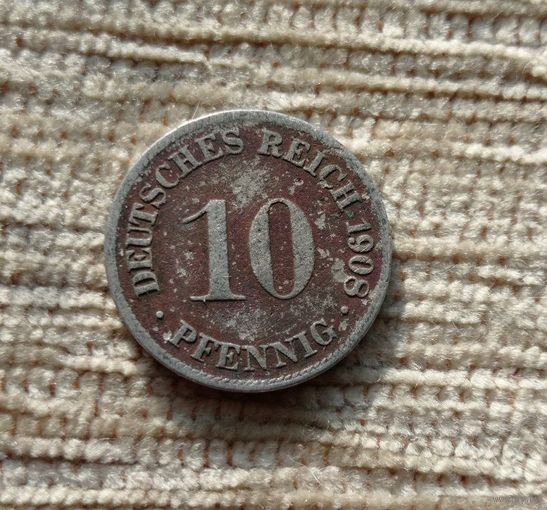 DEUTSCHES REICH · 1908
10
· PFENNIG ·